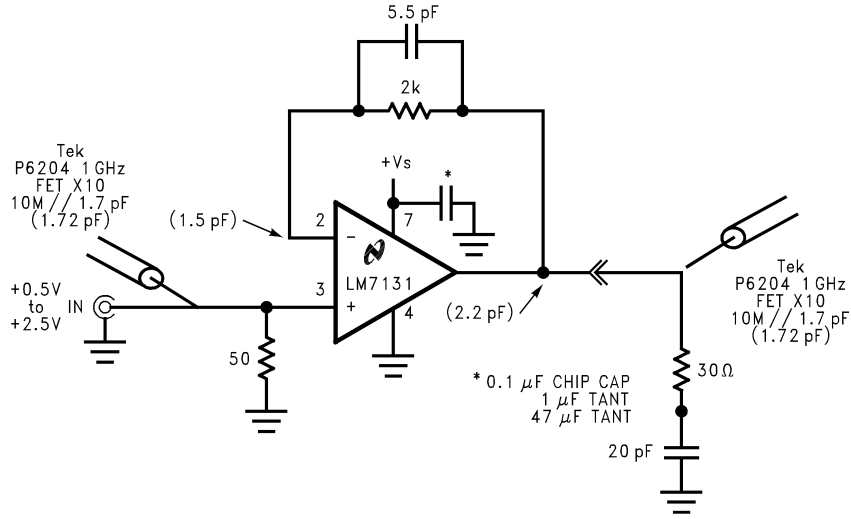 5.5 pF
2k
Tek
P6204 1 GHz
FET X10
10M // 1.7 pF
(1.72 pF)
+Vs
*
(1.5 pF)
2
7
−
LM7131
3
+
4
+0.5V
to
+2.5V
IN
50
(2.2 pF)
Tek
P6204 1 GHz
FET X10
10M // 1.7 pF
(1.72 pF)
30Ω
* 0.1 μF CHIP CAP
1 μF TANT
47 μF TANT
20 pF